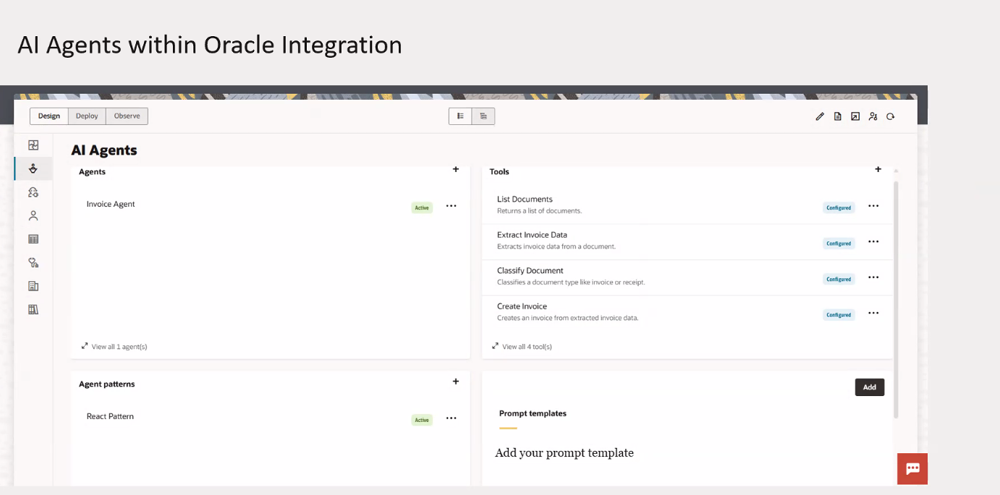 AI Agents within Oracle Integration
Design Deploy Observe
AI Agents
Agents
Invoice Agent
Active
View all 1 agent(s)
Tools
List Documents
Returns a list of documents.
Configured
Extract Invoice Data
Extracts invoice data from a document.
Configured
Classify Document
Classifies a document type like invoice or receipt.
Configured
Create Invoice
Creates an invoice from extracted invoice data.
Configured
View all 4 tool(s)
Agent patterns
React Pattern
Active
Add
Prompt templates
Add your prompt template